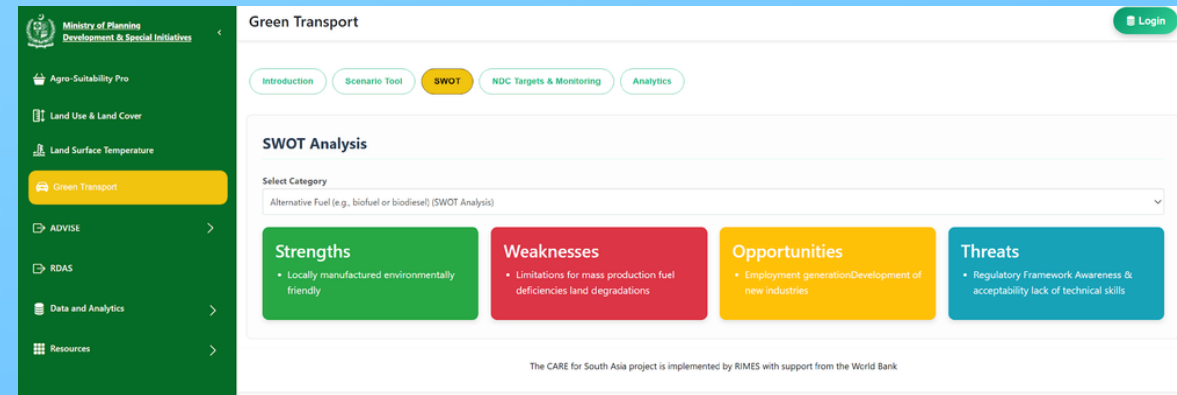 Ministry of Planning
Development & Special Initiatives
Green Transport
Login
Agro-Suitability Pro
Land Use & Land Cover
Land Surface Temperature
Green Transport
ADVISE
RDAS
Data and Analytics
Resources
Introduction
Scenario Tool
SWOT
NDC Targets & Monitoring
Analytics
SWOT Analysis
Select Category
Alternative Fuel (e.g., biofuel or biodiesel) (SWOT Analysis)
Strengths
• Locally manufactured environmentally
friendly
Weaknesses
• Limitations for mass production fuel
deficiencies land degradations
Opportunities
• Employment generationDevelopment of
new industries
Threats
• Regulatory Framework Awareness &
acceptability lack of technical skills
The CARE for South Asia project is implemented by RIMES with support from the World Bank